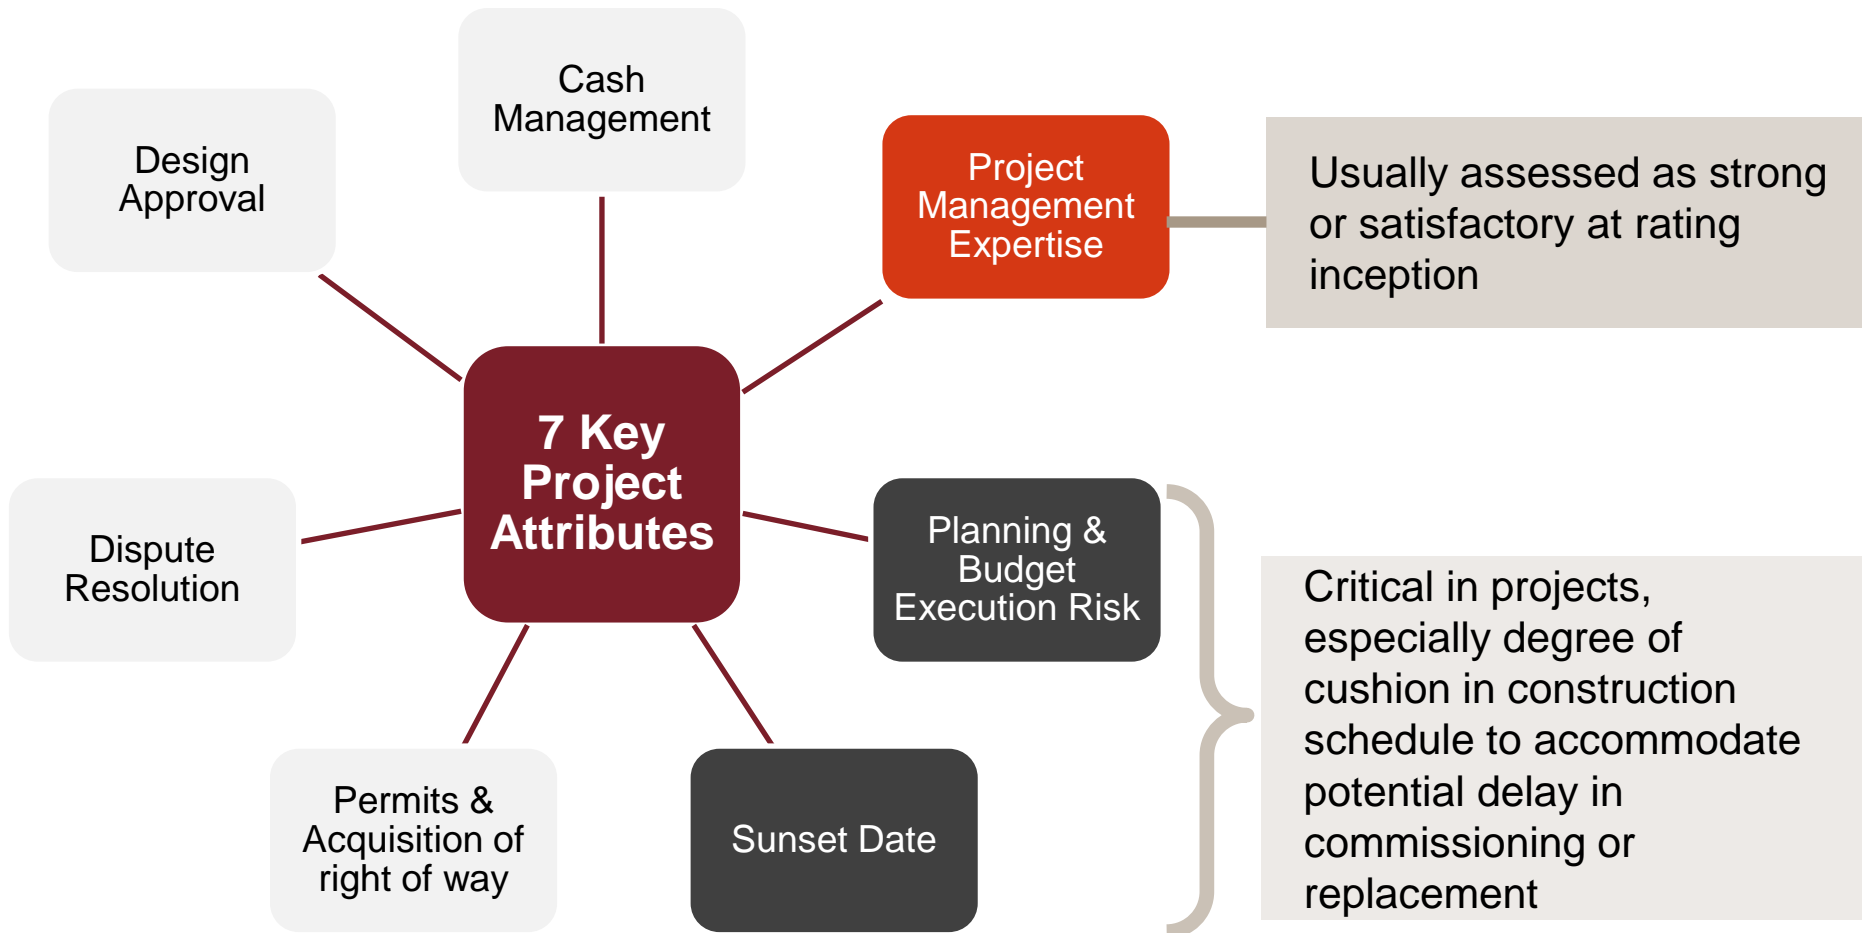 Cash
Management
Design
Approval
Project
Management
Expertise
Usually assessed as strong
or satisfactory at rating
inception
7 Key
Project
Attributes
Dispute
Resolution
Planning &
Budget
Execution Risk
Critical in projects,
especially degree of
cushion in construction
schedule to accommodate
potential delay in
commissioning or
replacement
Permits &
Acquisition of
right of way
Sunset Date